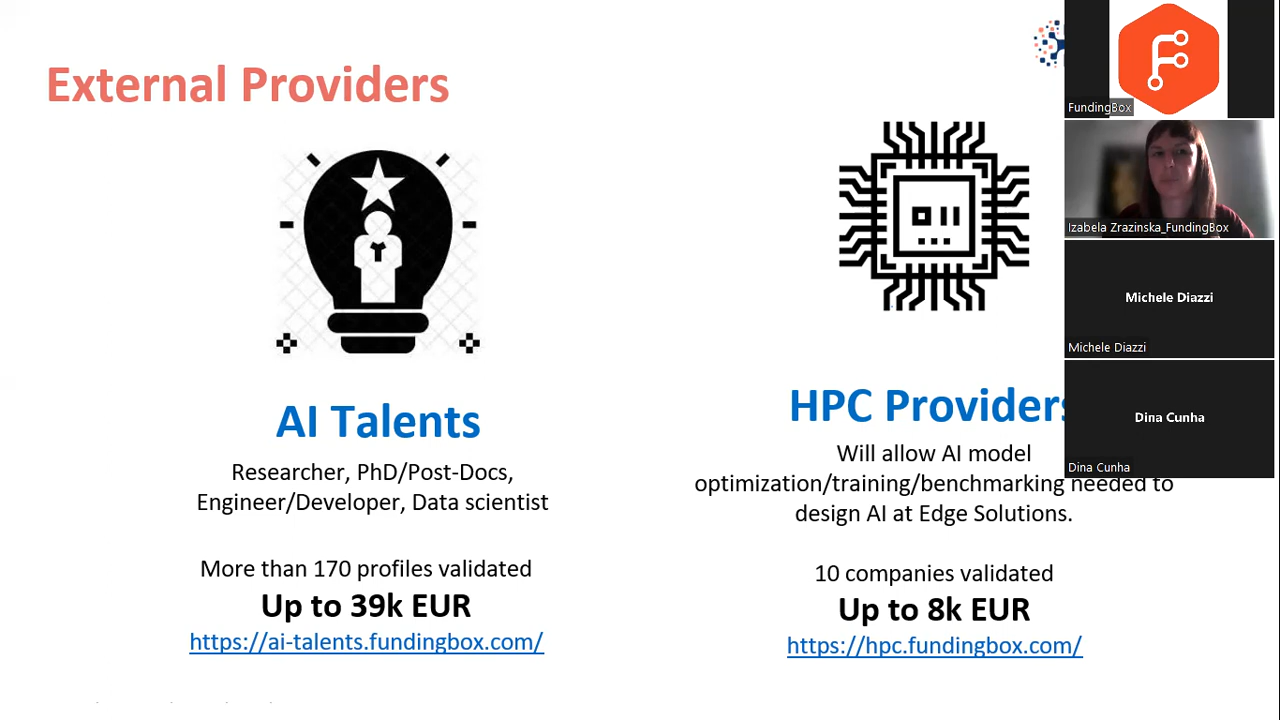 External Providers
AI Talents
Researcher, PhD/Post-Docs,
Engineer/Developer, Data scientist
More than 170 profiles validated
Up to 39k EUR
https://ai-talents.fundingbox.com/
HPC Providers
Will allow AI model
optimization/training/benchmarking needed to
design AI at Edge Solutions.
10 companies validated
Up to 8k EUR
https://hpc.fundingbox.com/
FundingBox
Izabela Zrazinska_FundingBox
Michele Diazzi
Michele Diazzi
Dina Cunha
Dina Cunha